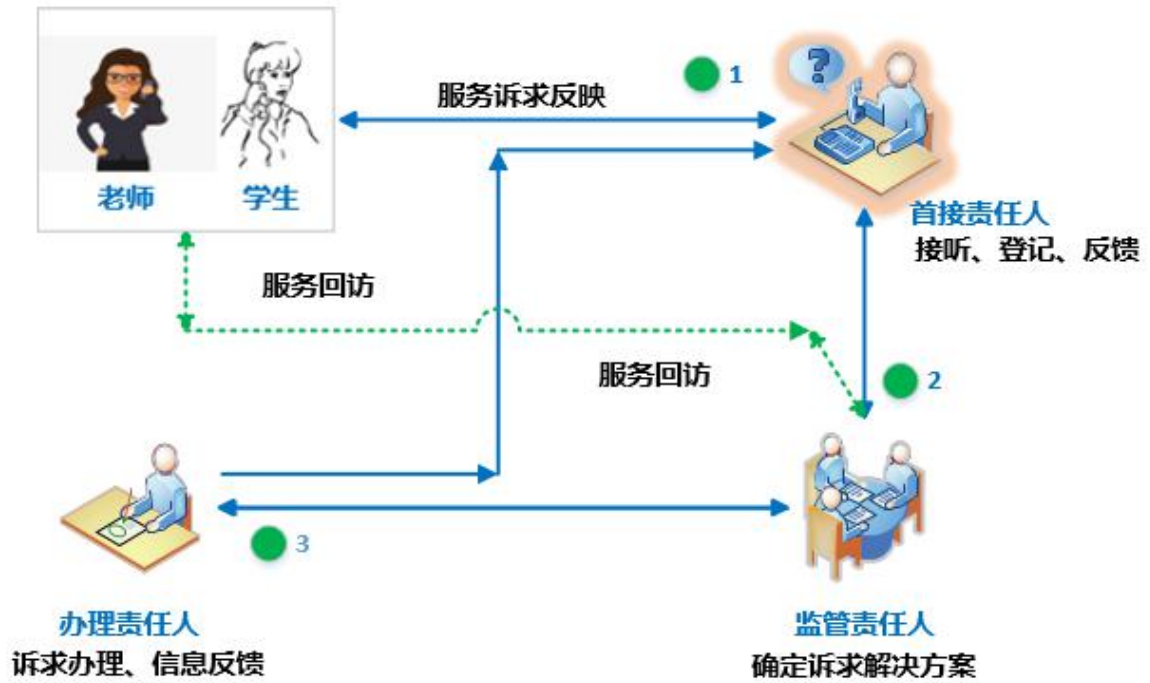 1
服务诉求反映
老师
学生
首接责任人
接听、登记、反馈
服务回访
服务回访
2
3
办理责任人
诉求办理、信息反馈
监管责任人
确定诉求解决方案